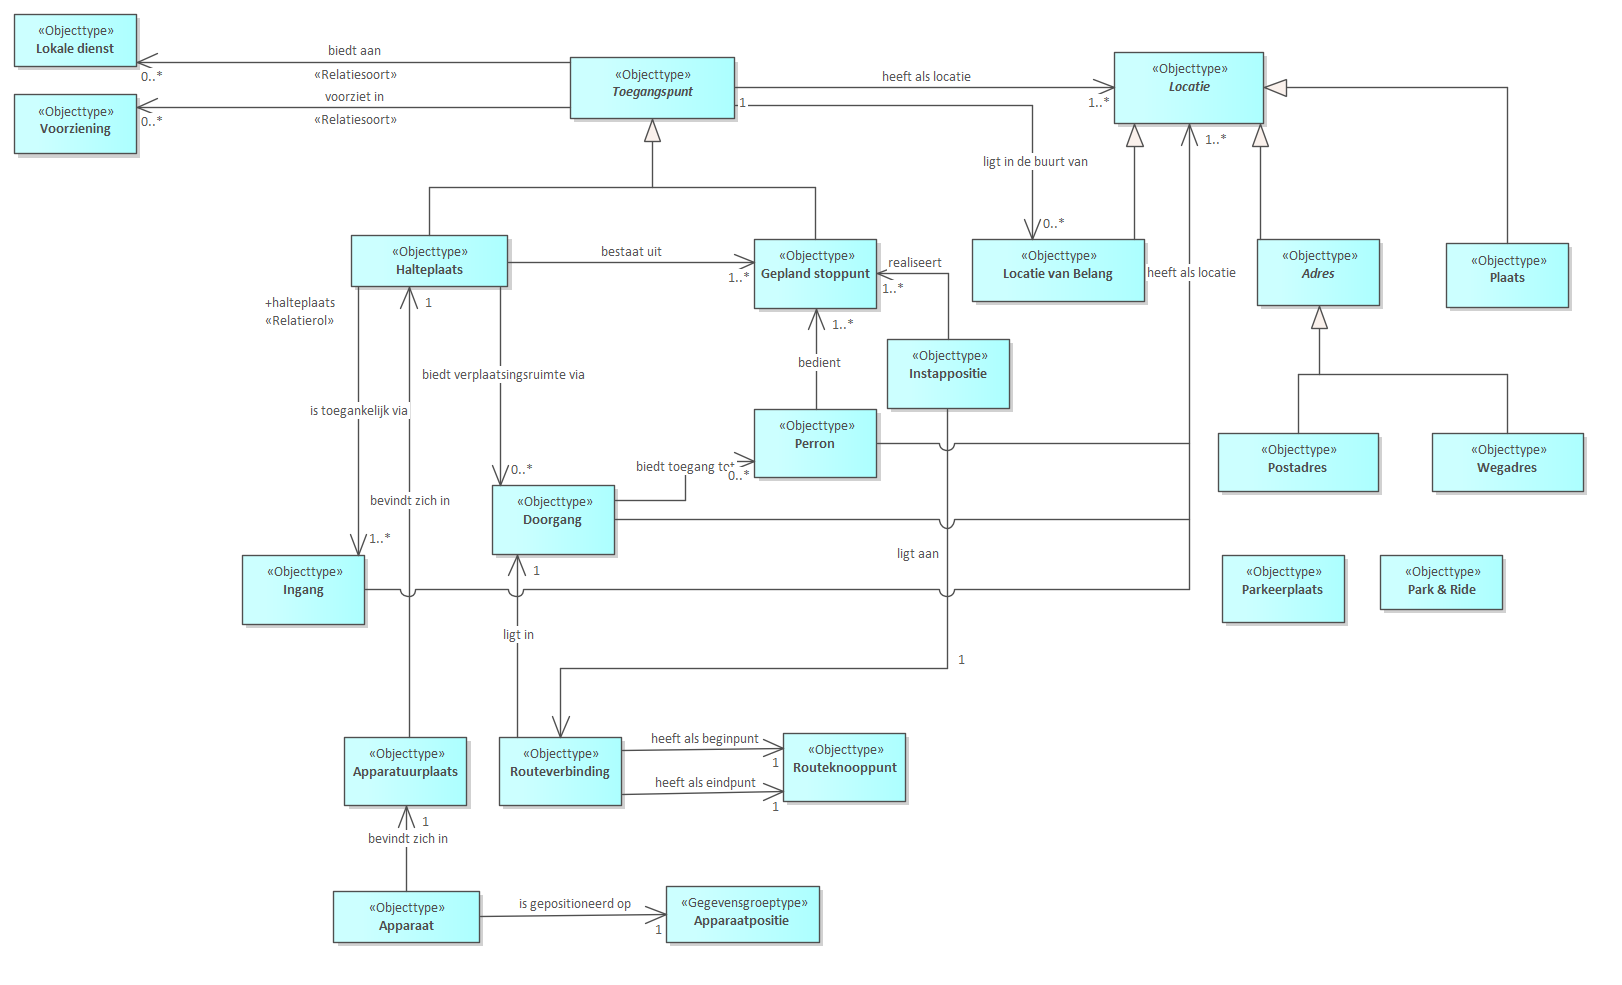 «Objecttype»
Lokale dienst
biedt aan
0..*
«Relatiesoort»
«Objecttype»
Voorziening
voorziet in
0..*
«Relatiesoort»
«Objecttype»
Toegangspunt
heeft als locatie
1..*
1
«Objecttype»
Locatie
1..*
ligt in de buurt van
0..*
«Objecttype»
Halteplaats
bestaat uit
1..*
«Objecttype»
Gepland stoppunt
realiseert
1..*
«Objecttype»
Locatie van Belang
heeft als locatie
«Objecttype»
Adres
«Objecttype»
Plaats
+halteplaats
«Relatierol»
1
1..*
«Objecttype»
Instappositie
bedient
biedt verplaatsingsruimte via
is toegankelijk via
«Objecttype»
Perron
biedt toegang tot
0..*
0..*
«Objecttype»
Postadres
«Objecttype»
Wegadres
bevindt zich in
«Objecttype»
Doorgang
1..*
ligt aan
«Objecttype»
Ingang
1
«Objecttype»
Parkeerplaats
«Objecttype»
Park & Ride
ligt in
1
«Objecttype»
Apparatuurplaats
«Objecttype»
Routeverbinding
heeft als beginpunt
1
heeft als eindpunt
1
«Objecttype»
Routeknooppunt
1
bevindt zich in
«Objecttype»
Apparaat
is gepositioneerd op
1
«Gegevensgroeptype»
Apparaatpositie